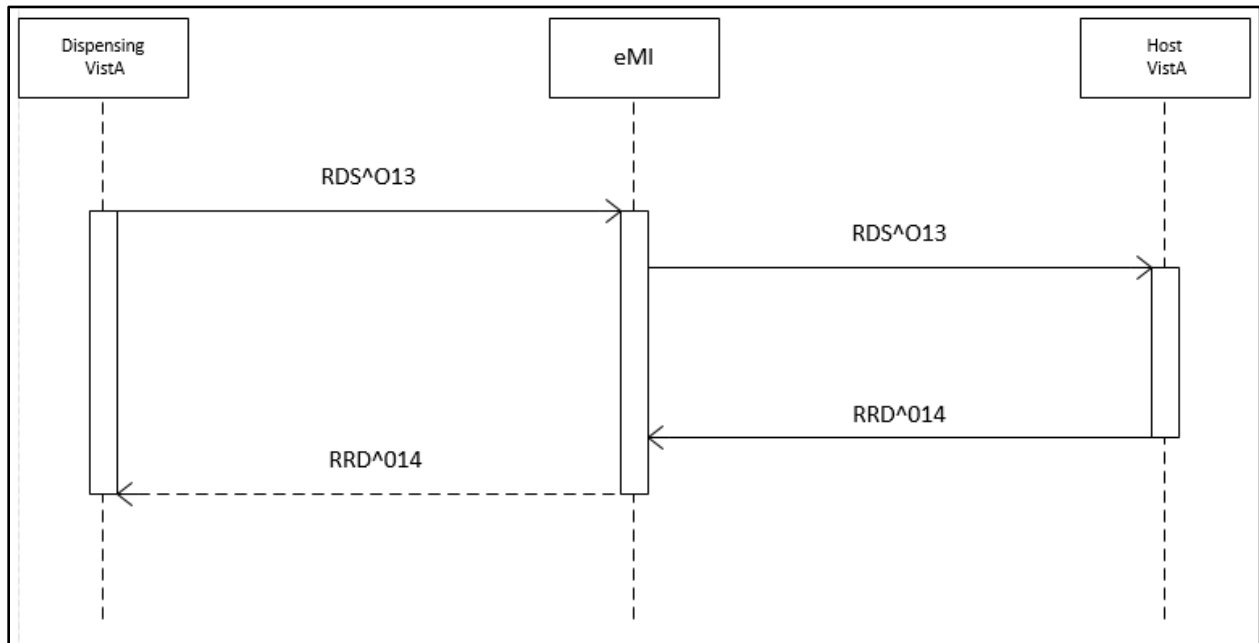 Dispensing
VistA
eMI
Host
VistA
RDS^O13
RDS^O13
RRD^014
RRD^014